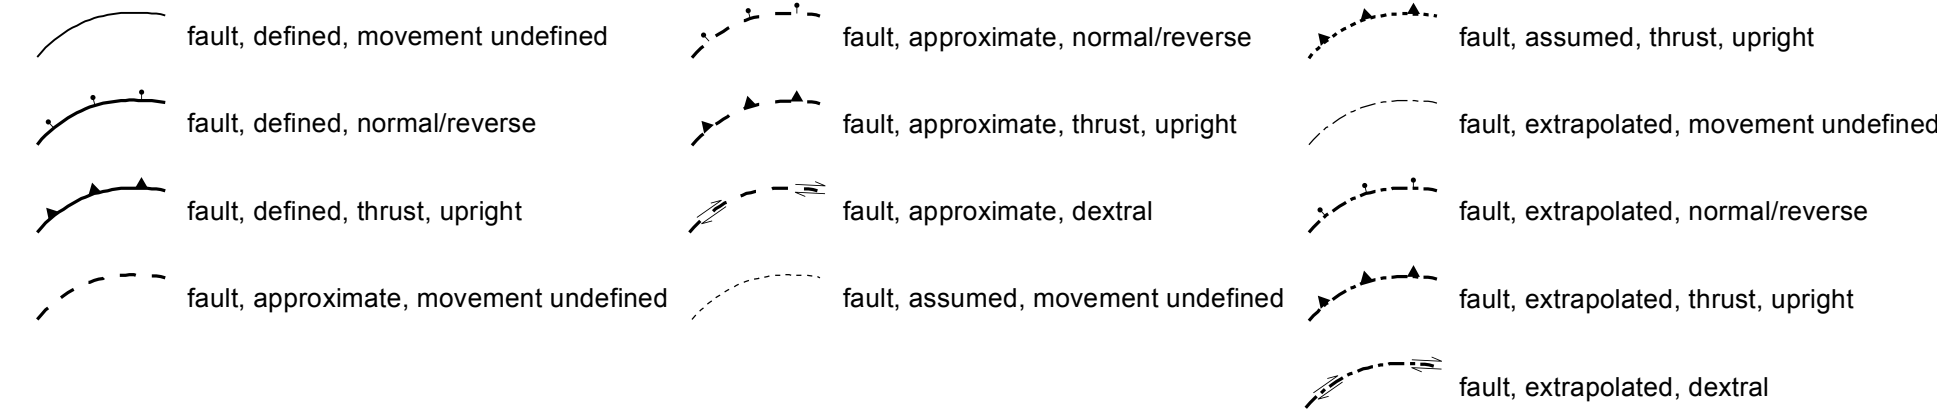 fault, defined, movement undefined
fault, defined, normal/reverse
fault, defined, thrust, upright
fault, approximate, movement undefined
fault, approximate, normal/reverse
fault, approximate, thrust, upright
fault, approximate, dextral
fault, assumed, movement undefined
fault, assumed, thrust, upright
fault, extrapolated, movement undefined
fault, extrapolated, normal/reverse
fault, extrapolated, thrust, upright
fault, extrapolated, dextral